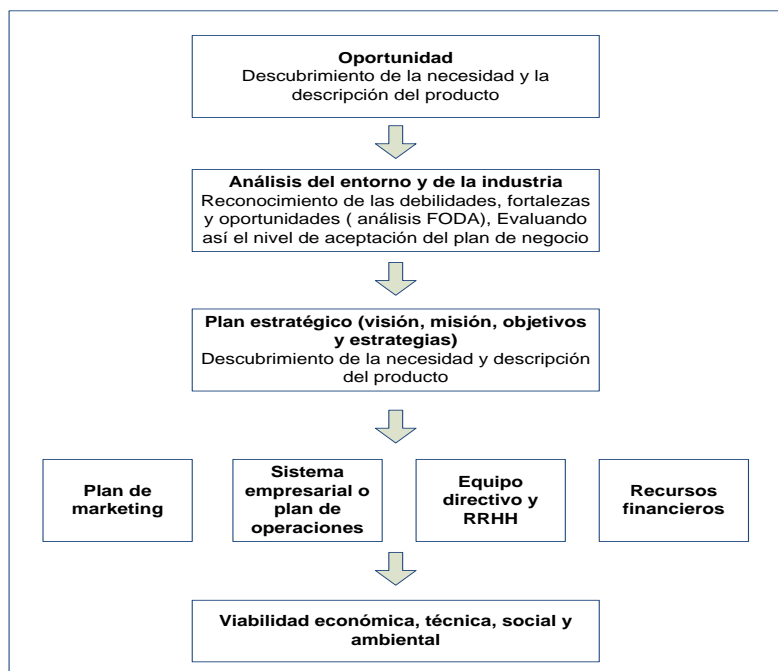 Oportunidad
Descubrimiento de la necesidad y la
descripción del producto
Análisis del entorno y de la industria
Reconocimiento de las debilidades, fortalezas
y oportunidades ( análisis FODA), Evaluando
así el nivel de aceptación del plan de negocio
Plan estratégico (visión, misión, objetivos
y estrategias)
Descubrimiento de la necesidad y descripción
del producto
Plan de
marketing
Sistema
empresarial o
plan de
operaciones
Equipo
directivo y
RRHH
Recursos
financieros
Viabilidad económica, técnica, social y
ambiental